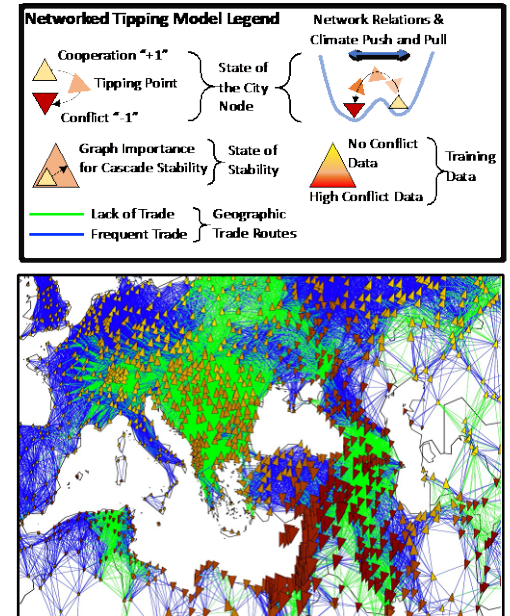 Networked Tipping Model Legend
Network Relations &
Climate Push and Pull
Cooperation "+1"
Tipping Point
Conflict "-1"
State of
the City
Node
Graph Importance
for Cascade Stability
State of
Stability
No Conflict
Data
High Conflict Data
Training
Data
Lack of Trade
Frequent Trade
Geographic
Trade Routes